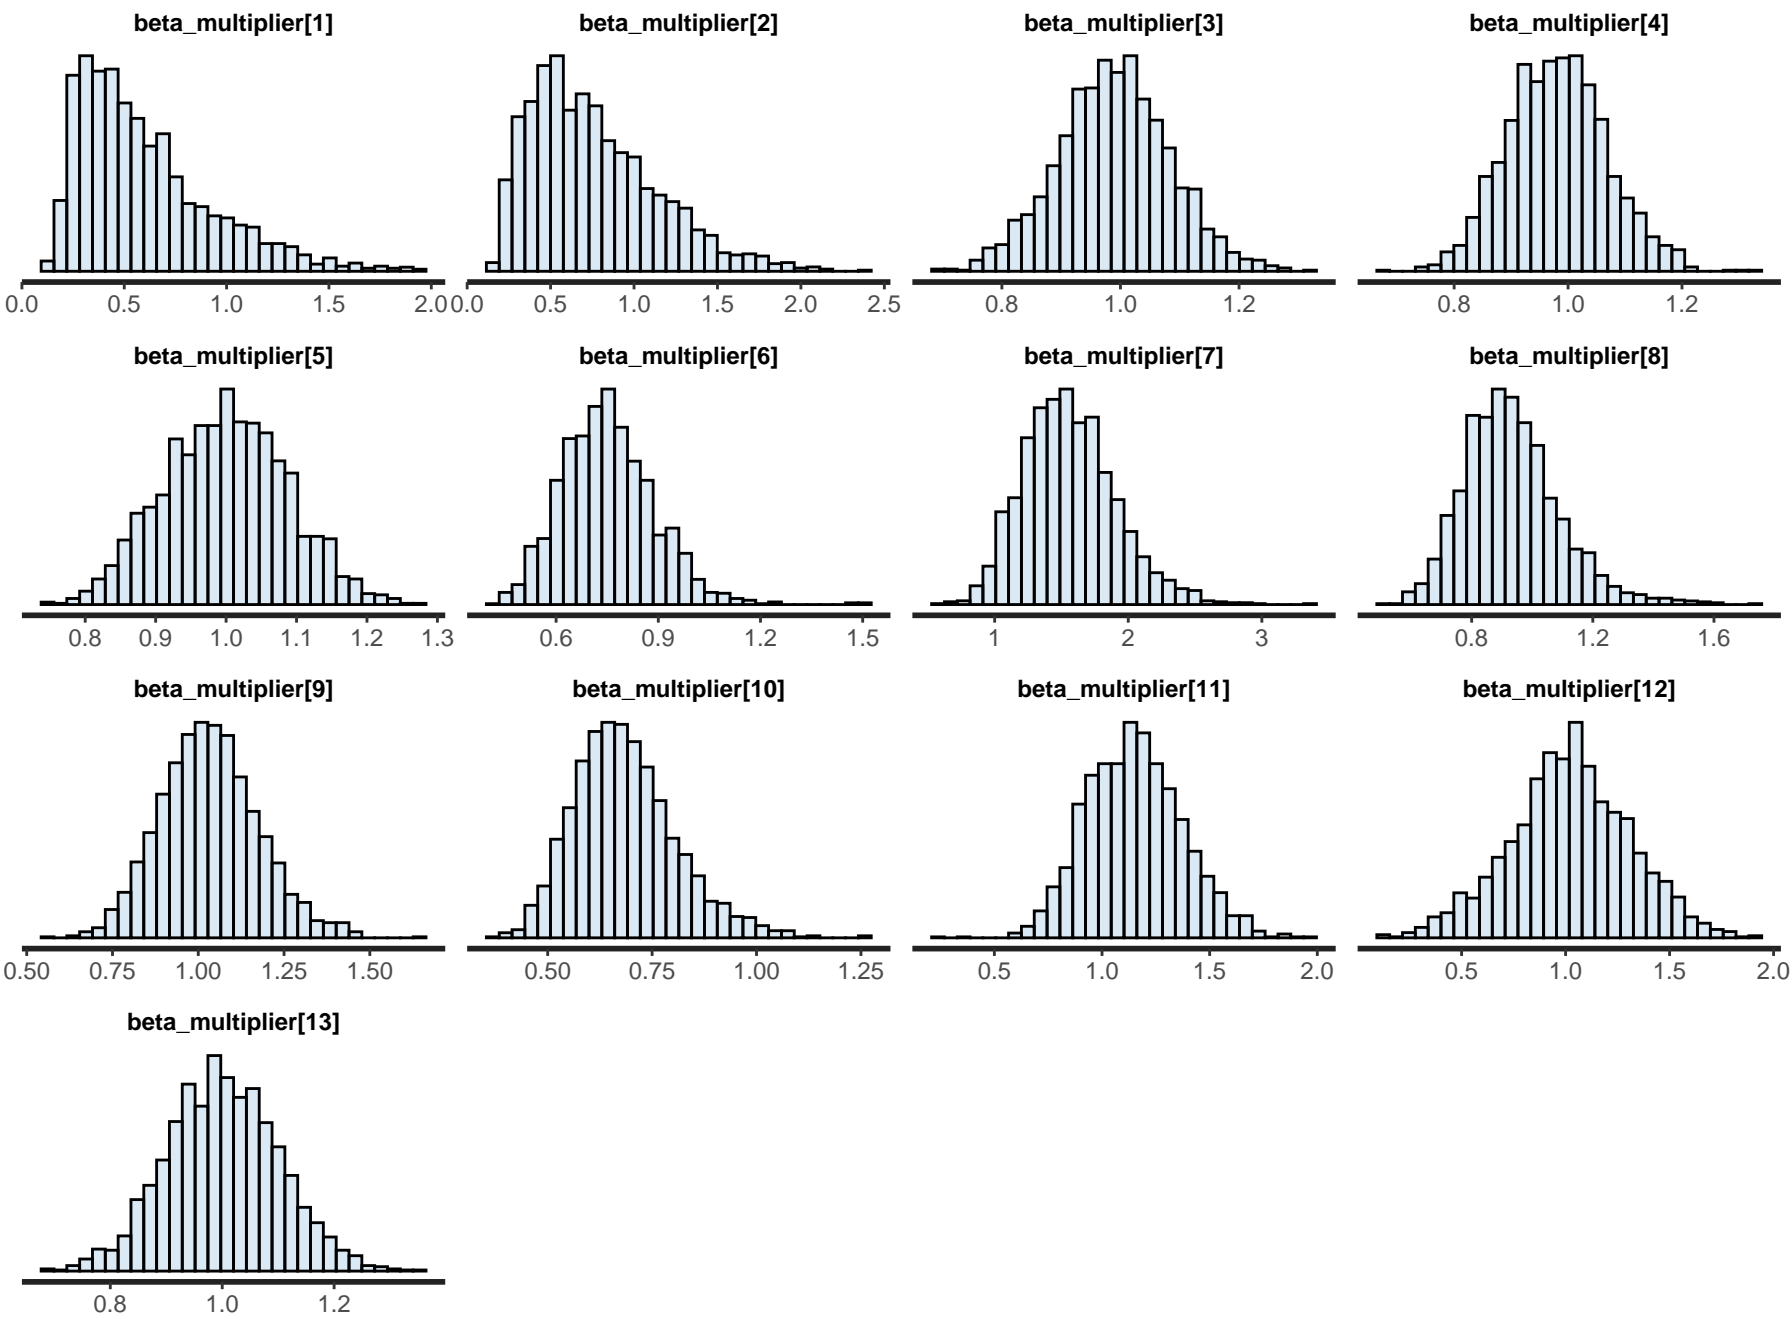 beta_multiplier[1] beta_multiplier[2] beta_multiplier[3] beta_multiplier[4]
0.0 0.5 1.0 1.5 2.0 0.0 0.5 1.0 1.5 2.0 2.5 0.8 1.0 1.2 0.8 1.0 1.2
beta_multiplier[5] beta_multiplier[6] beta_multiplier[7] beta_multiplier[8]
0.8 0.9 1.0 1.1 1.2 1.3 0.6 0.9 1.2 1.5 1 2 3 0.8 1.2 1.6
beta_multiplier[9] beta_multiplier[10] beta_multiplier[11] beta_multiplier[12]
0.50 0.75 1.00 1.25 1.50 0.50 0.75 1.00 1.25 0.5 1.0 1.5 2.0 0.5 1.0 1.5 2.0
beta_multiplier[13]
0.8 1.0 1.2